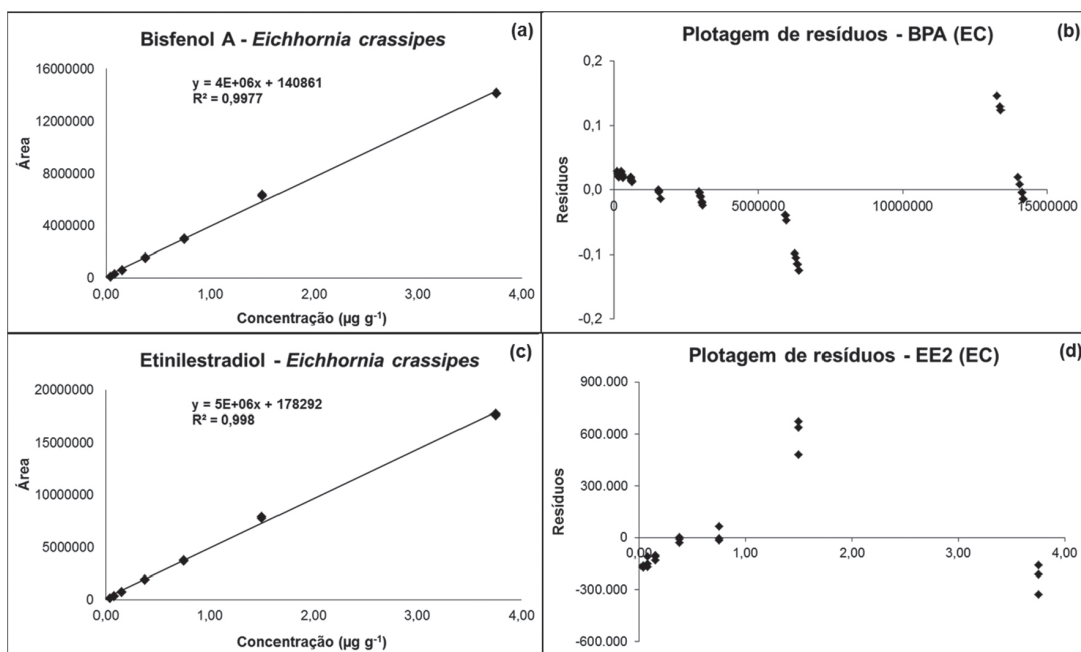 Bisfenol A - Eichhornia crassipes
(a)
y = 4E+06x + 140861
R² = 0,9977
Área
16000000
12000000
8000000
4000000
0
0,00 1,00 2,00 3,00 4,00
Concentração (µg g⁻¹)
Plotagem de resíduos - BPA (EC)
(b)
Resíduos
0,2
0,1
0,0
-0,1
-0,2
0 5000000 10000000 15000000
Etinilestradiol - Eichhornia crassipes
(c)
y = 5E+06x + 178292
R² = 0,998
Área
20000000
15000000
10000000
5000000
0
0,00 1,00 2,00 3,00 4,00
Concentração (µg g⁻¹)
Plotagem de resíduos - EE2 (EC)
(d)
Resíduos
900.000
600.000
300.000
0
-300.000
-600.000
0,00 1,00 2,00 3,00 4,00